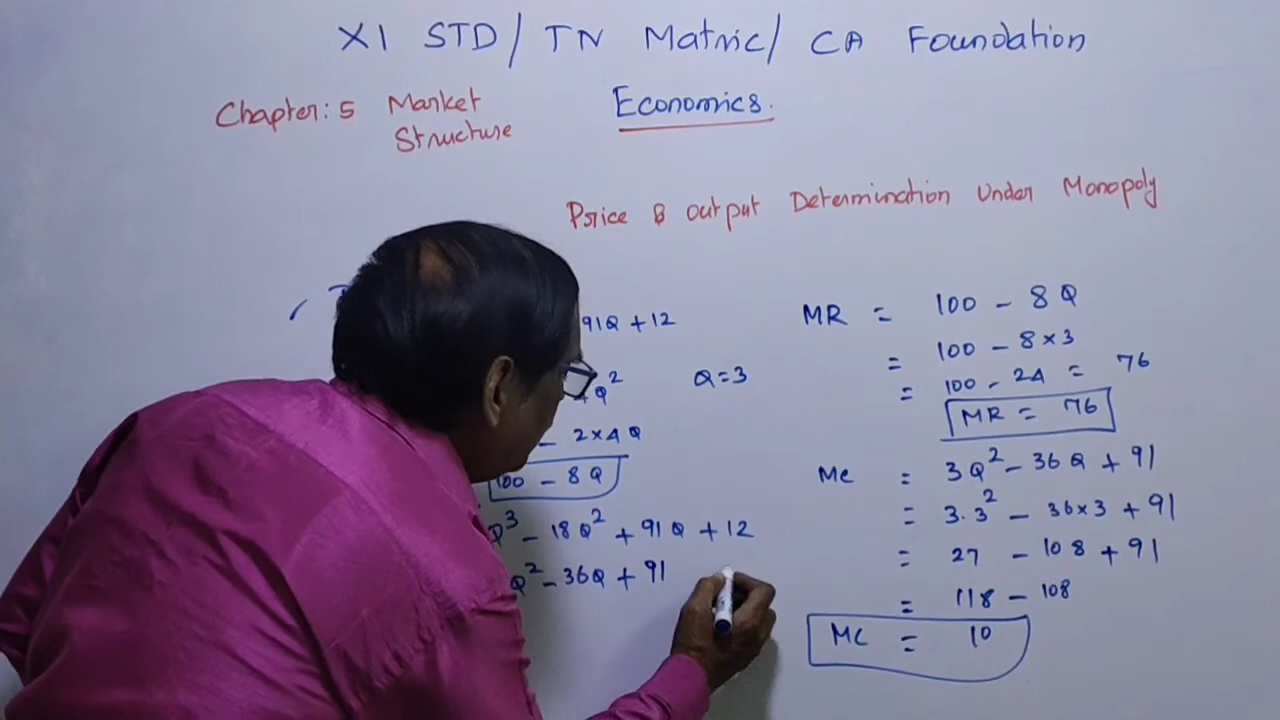 XI STD / TN Matric / CA Foundation
Chapter: 5 Market Structure
Economics.
Price & output Determination Under Monopoly
91Q + 12
Q² Q = 3
- 2×4Q
100 - 8Q
Q³ - 18Q² + 91Q + 12
Q² - 36Q + 91
MR = 100 - 8Q
= 100 - 8×3
= 100 - 24 = 76
MR = 76
MC = 3Q² - 36Q + 91
= 3.3² - 36×3 + 91
= 27 - 108 + 91
= 118 - 108
MC = 10